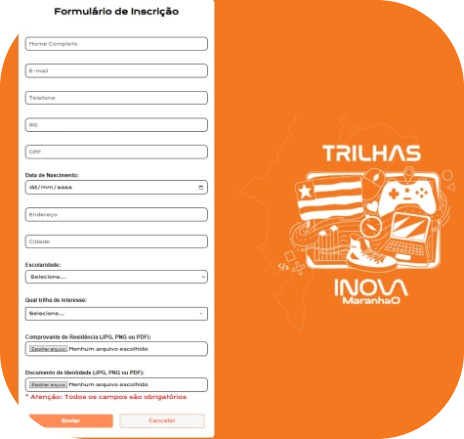 Formulário de Inscrição
Nome Completo
E-mail
Telefone
RG
CPF
Data de Nascimento:
dd/mm/aaaa
Endereço
Cidade
Escolaridade:
Selecione...
Qual trilha de interesse:
Selecione...
Comprovante de Residência (JPG, PNG ou PDF):
Escolher arquivo Nenhum arquivo escolhido
Documento de Identidade (JPG, PNG ou PDF):
Escolher arquivo Nenhum arquivo escolhido
* Atenção: Todos os campos são obrigatórios
Enviar Cancelar
TRILHAS
INOVA
Maranhão